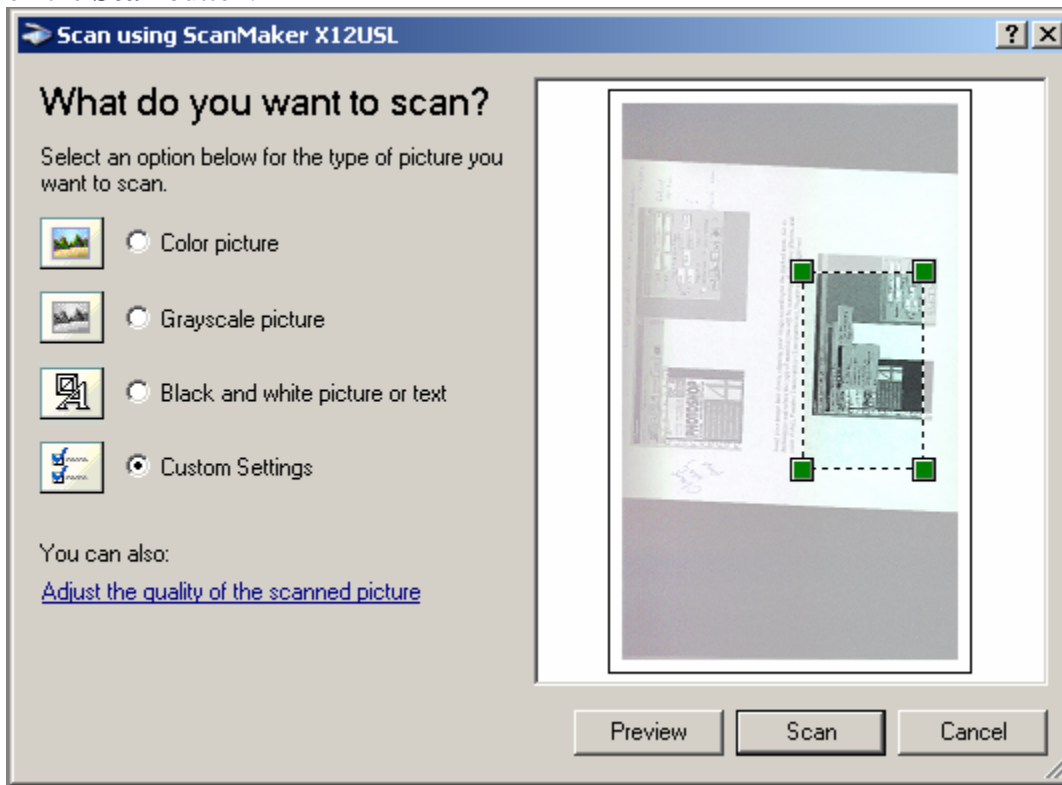 Scan using ScanMaker X12USL
What do you want to scan?
Select an option below for the type of picture you
want to scan.
Color picture
Grayscale picture
Black and white picture or text
Custom Settings
You can also:
Adjust the quality of the scanned picture
PHOTOSHOP
Preview
Scan
Cancel